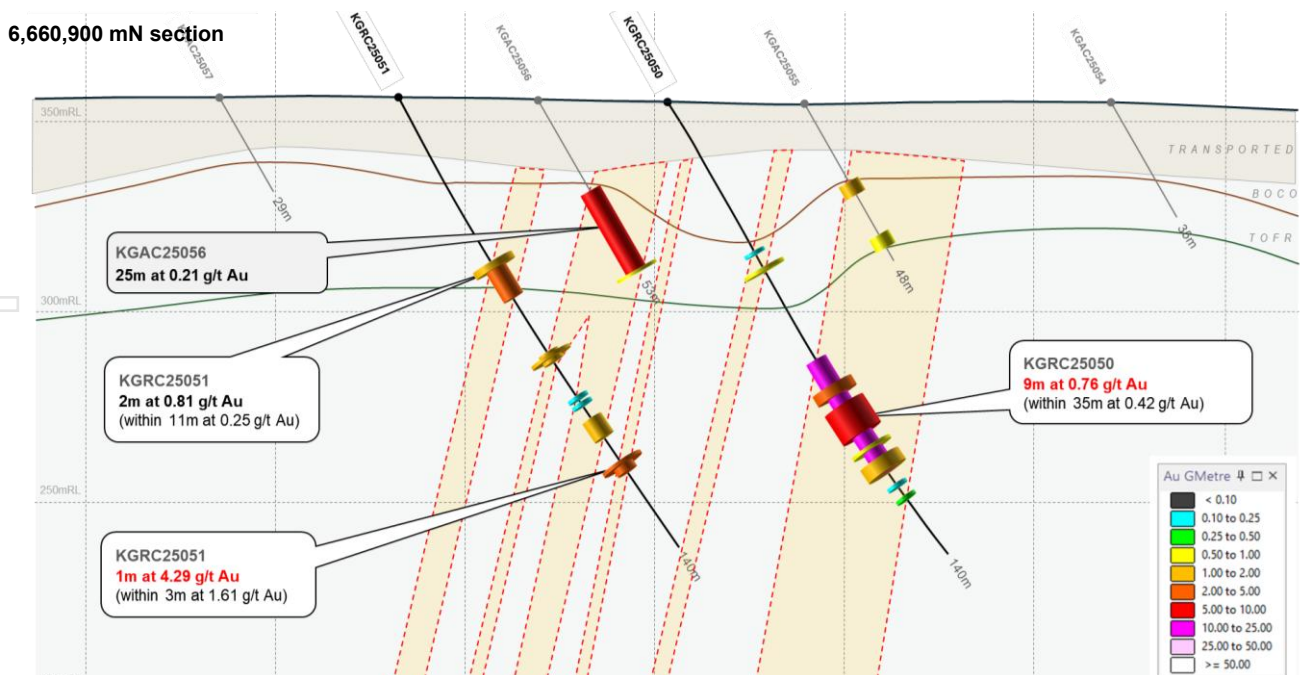 6,660,900 mN section
KGAC25057
KGRC25051
KGAC25056
KGRC25050
KGAC25055
KGAC25054
350mRL
TRANSPORTED
BOCO
TOFR
29m
35m
48m
53m
KGAC25056
25m at 0.21 g/t Au
300mRL
KGRC25051
2m at 0.81 g/t Au
(within 11m at 0.25 g/t Au)
KGRC25050
9m at 0.76 g/t Au
(within 35m at 0.42 g/t Au)
250mRL
KGRC25051
1m at 4.29 g/t Au
(within 3m at 1.61 g/t Au)
140m
140m
Au GMetre
< 0.10
0.10 to 0.25
0.25 to 0.50
0.50 to 1.00
1.00 to 2.00
2.00 to 5.00
5.00 to 10.00
10.00 to 25.00
25.00 to 50.00
>= 50.00